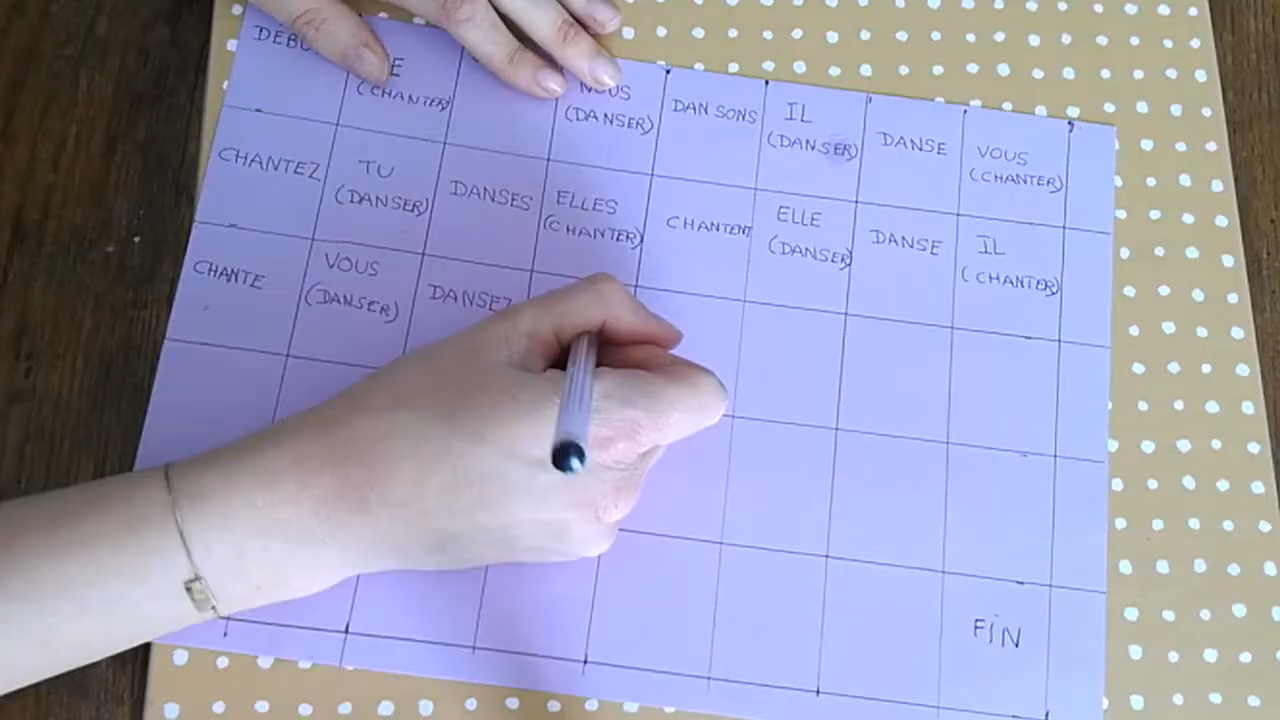 (CHANTER)
NOUS
(DANSER)
DANSONS
IL
(DANSER)
DANSE
VOUS
(CHANTER)
CHANTEZ
TU
(DANSER)
DANSES
ELLES
(CHANTER)
CHANTENT
ELLE
(DANSER)
DANSE
IL
(CHANTER)
CHANTE
VOUS
(DANSER)
DANSEZ
FIN